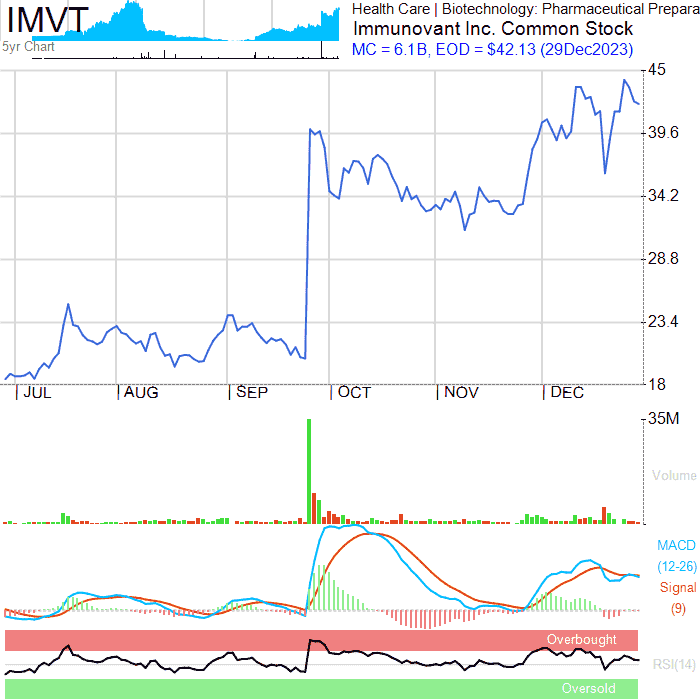 IMVT
5yr Chart
Health Care | Biotechnology: Pharmaceutical Prepara
Immunovant Inc. Common Stock
MC = 6.1B, EOD = $42.13 (29Dec2023)
45
39.6
34.2
28.8
23.4
18
JUL AUG SEP OCT NOV DEC
35M
Volume
MACD
(12-26)
Signal
(9)
Overbought
RSI(14)
Oversold